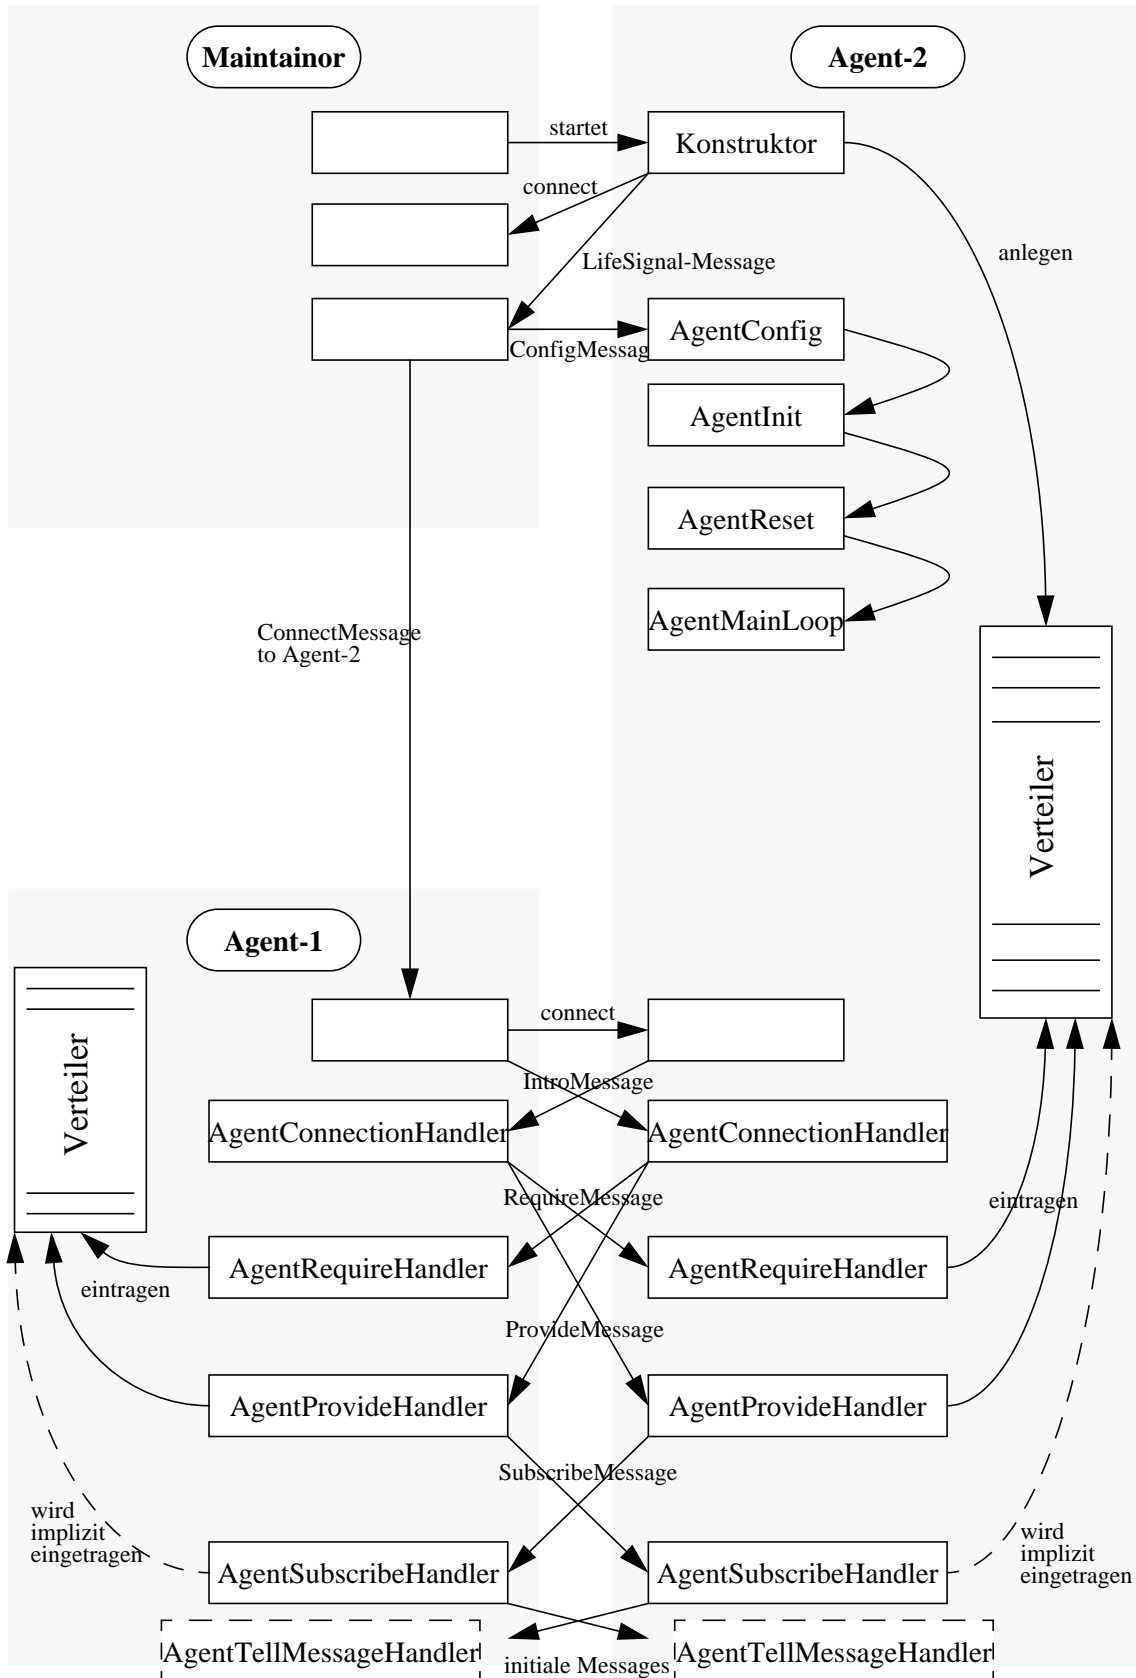 Maintainor
Agent-2
startet
Konstruktor
connect
anlegen
LifeSignal-Message
AgentConfig
ConfigMessag
AgentInit
AgentReset
AgentMainLoop
ConnectMessage
to Agent-2
Verteiler
Agent-1
connect
Verteiler
IntroMessage
AgentConnectionHandler
AgentConnectionHandler
RequireMessage
eintragen
AgentRequireHandler
AgentRequireHandler
eintragen
ProvideMessage
AgentProvideHandler
AgentProvideHandler
SubscribeMessage
wird
implizit
eingetragen
wird
implizit
eingetragen
AgentSubscribeHandler
AgentSubscribeHandler
AgentTellMessageHandler
AgentTellMessageHandler
initiale Messages